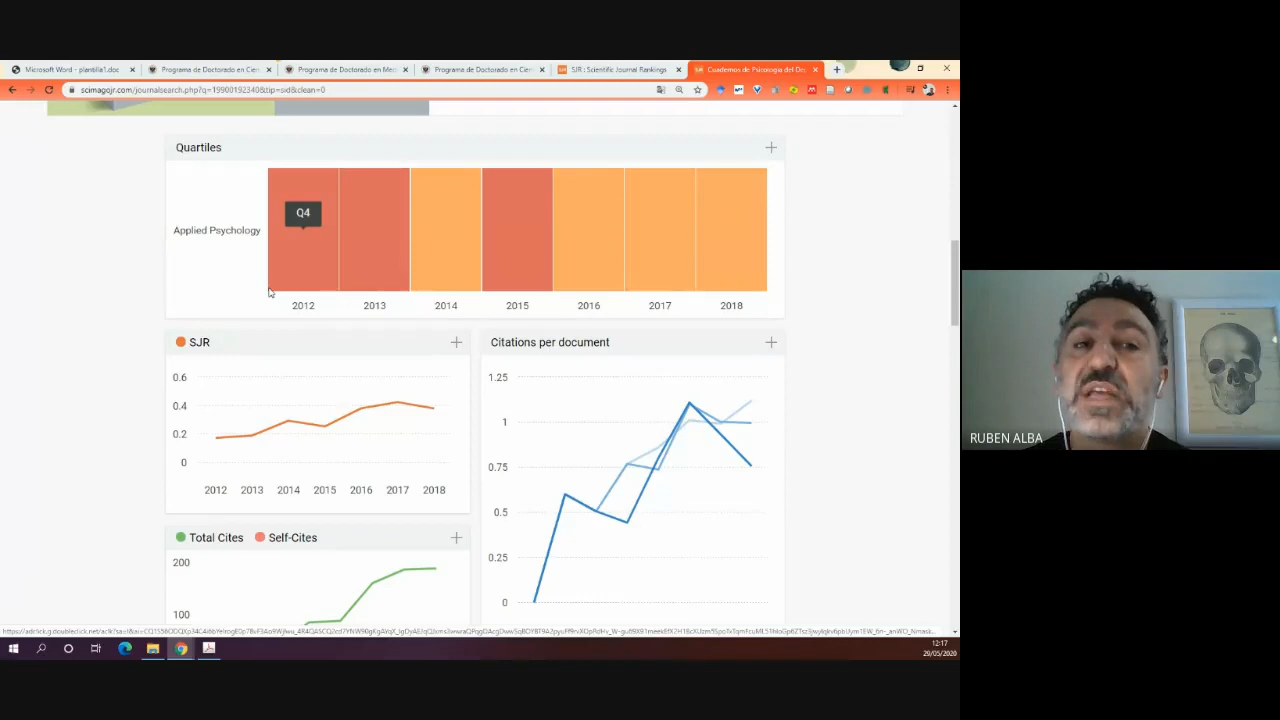 Microsoft Word - plantilla1.doc
Programa de Doctorado en Cien
Programa de Doctorado en Me
Programa de Doctorado en Cien
SJR : Scientific Journal Rankings
Cuadernos de Psicologia del De
scimagojr.com/journalsearch.php?q=19900192340&tip=sid&clean=0
Quartiles
Q4
Applied Psychology
2012 2013 2014 2015 2016 2017 2018
SJR
0.6
0.4
0.2
0
2012 2013 2014 2015 2016 2017 2018
Citations per document
1.25
1
0.75
0.5
0.25
0
Total Cites Self-Cites
200
100
12:17
29/05/2020
RUBEN ALBA